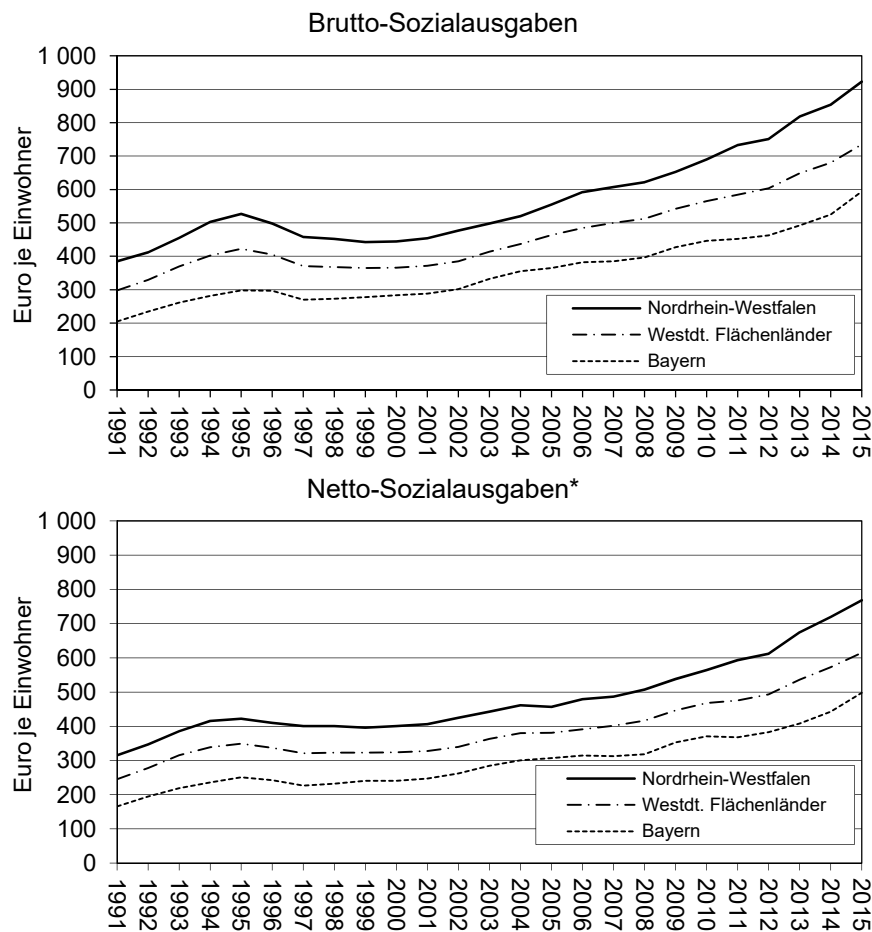 Brutto-Sozialausgaben
Euro je Einwohner
1 000
900
800
700
600
500
400
300
200
100
0
Nordrhein-Westfalen
Westdt. Flächenländer
Bayern
1991 1992 1993 1994 1995 1996 1997 1998 1999 2000 2001 2002 2003 2004 2005 2006 2007 2008 2009 2010 2011 2012 2013 2014 2015
Netto-Sozialausgaben*
Euro je Einwohner
1 000
900
800
700
600
500
400
300
200
100
0
Nordrhein-Westfalen
Westdt. Flächenländer
Bayern
1991 1992 1993 1994 1995 1996 1997 1998 1999 2000 2001 2002 2003 2004 2005 2006 2007 2008 2009 2010 2011 2012 2013 2014 2015